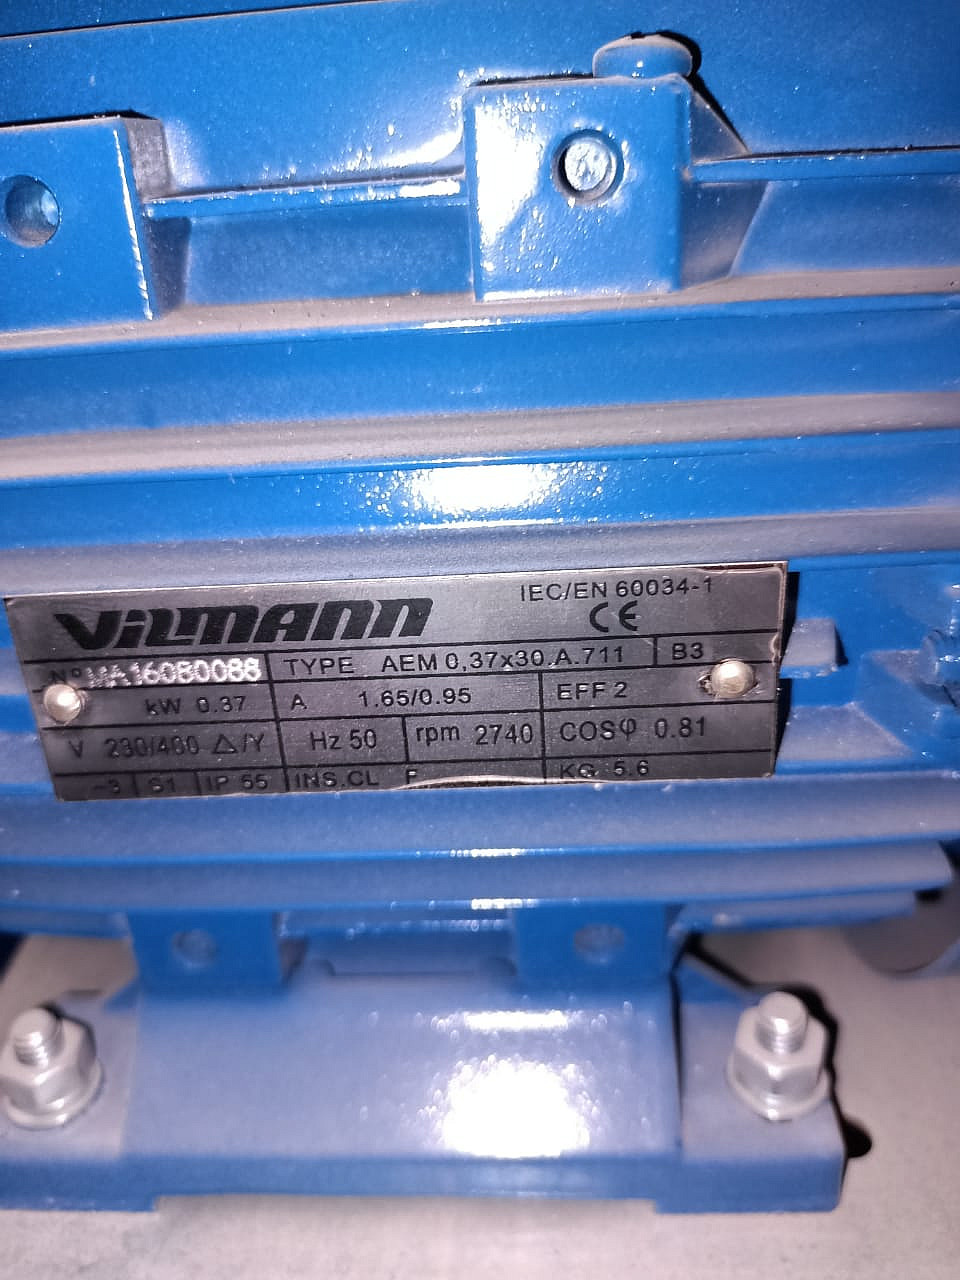 ViLMANN
IEC/EN 60034-1
CE
Nº MA16080088 TYPE AEM 0,37x30.A.711 B3
kW 0.37 A 1.65/0.95 EFF 2
V 230/400 △/Y Hz 50 rpm 2740 COSφ 0.81
~3 S1 IP 55 INS.CL F KG 5.6